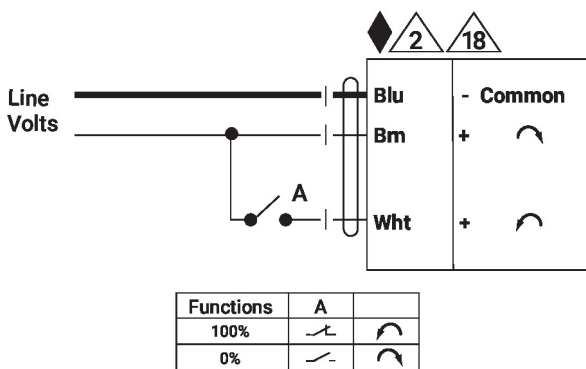 2 18
Line
Volts
Blu - Common
Brn +
A
Wht +
Functions A
100%
0%